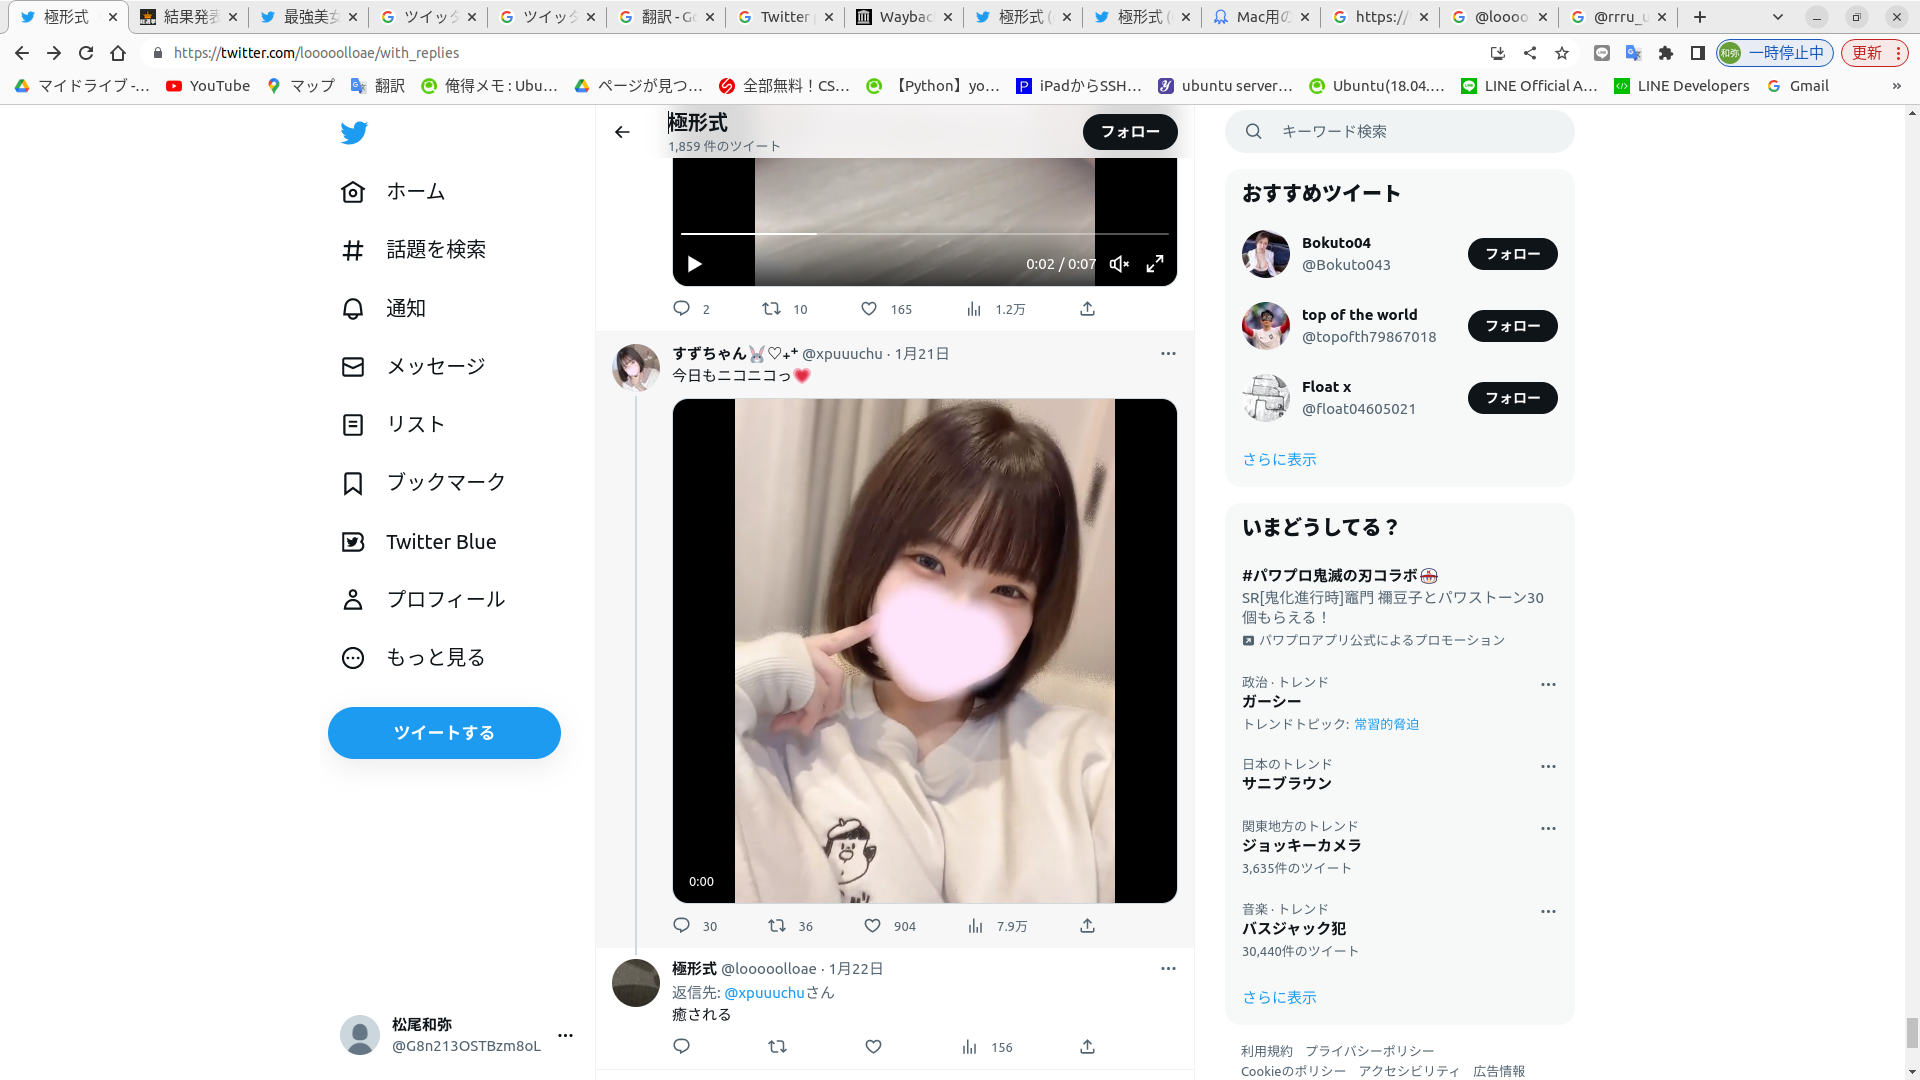 極形式
結果発表
最強美女
ツイッタ
ツイッタ
翻訳 - Go
Twitter
Waybac
極形式 (
極形式 (
Mac用の
https://
@loooo
@rrru_u
https://twitter.com/looooolloae/with_replies
和弥 一時停止中
更新
マイドライブ -…
YouTube
マップ
翻訳
俺得メモ : Ubu…
ページが見つ…
全部無料！CS…
【Python】yo…
iPadからSSH…
ubuntu server…
Ubuntu(18.04.…
LINE Official A…
LINE Developers
Gmail
»
ホーム
話題を検索
通知
メッセージ
リスト
ブックマーク
Twitter Blue
プロフィール
もっと見る
ツイートする
松尾和弥
@G8n213OSTBzm8oL
極形式
1,859 件のツイート
フォロー
0:02 / 0:07
2 10 165 1.2万
すずちゃん🐰♡₊⁺ @xpuuuchu · 1月21日
今日もニコニコっ💗
0:00
30 36 904 7.9万
極形式 @looooolloae · 1月22日
返信先: @xpuuuchuさん
癒される
156
キーワード検索
おすすめツイート
Bokuto04
@Bokuto043
フォロー
top of the world
@topofth79867018
フォロー
Float x
@float04605021
フォロー
さらに表示
いまどうしてる？
#パワプロ鬼滅の刃コラボ
SR[鬼化進行時]竈門 禰豆子とパワストーン30
個もらえる！
パワプロアプリ公式によるプロモーション
政治 · トレンド
ガーシー
トレンドトピック: 常習的脅迫
日本のトレンド
サニブラウン
関東地方のトレンド
ジョッキーカメラ
3,635件のツイート
音楽 · トレンド
バスジャック犯
30,440件のツイート
さらに表示
利用規約 プライバシーポリシー
Cookieのポリシー アクセシビリティ 広告情報